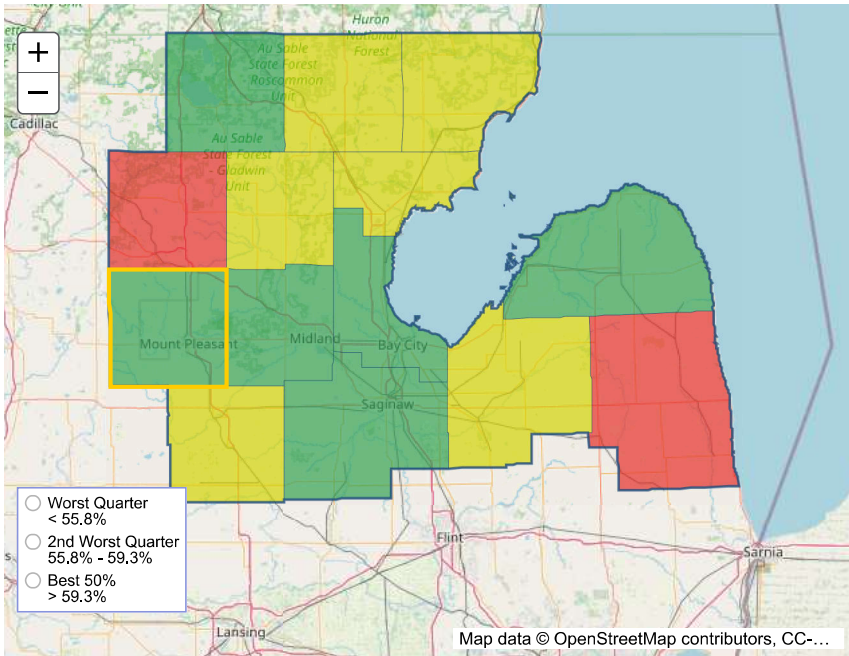 Huron
National
Forest
Au Sable
State Forest
- Roscommon
Unit
+
−
Cadillac
Au Sable
State Forest
- Gladwin
Unit
Mount Pleasant
Midland
Bay City
Saginaw
Worst Quarter
< 55.8%
2nd Worst Quarter
55.8% - 59.3%
Best 50%
> 59.3%
Flint
Sarnia
Lansing
Map data © OpenStreetMap contributors, CC-...